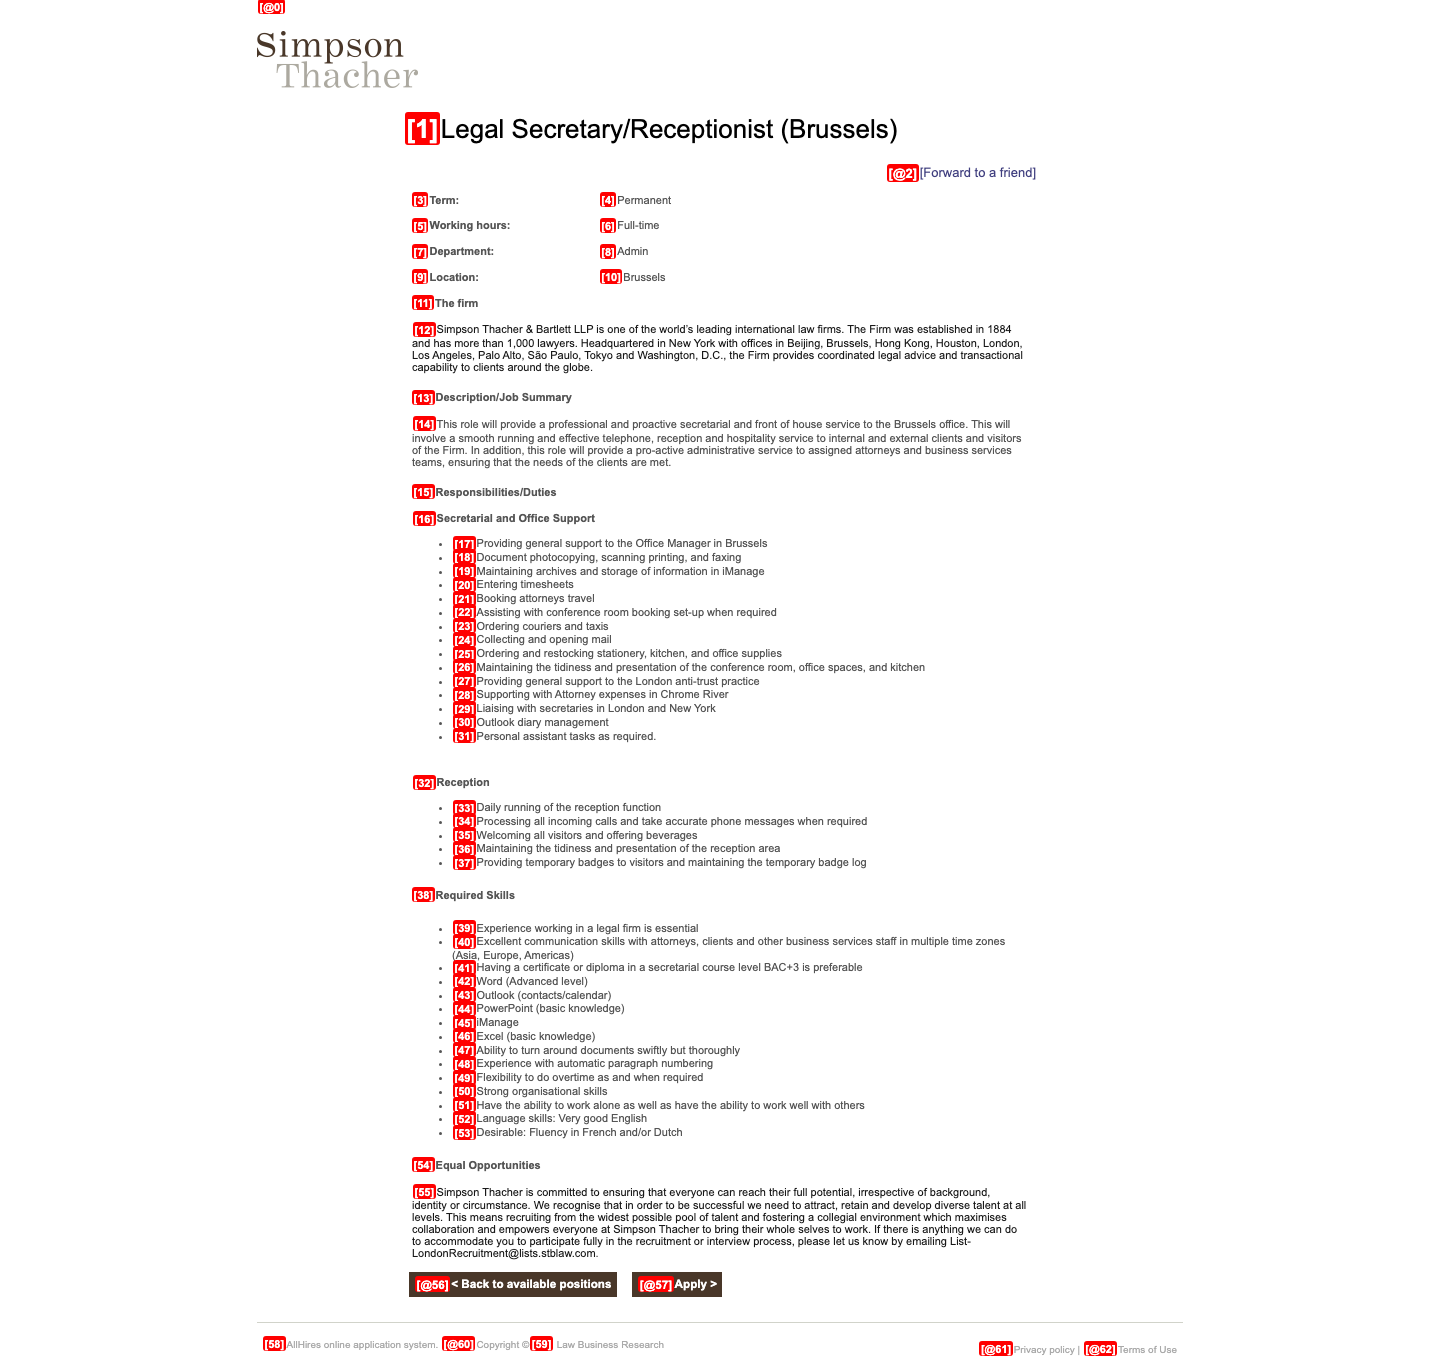 [@0]
Simpson
Thacher
[1]Legal Secretary/Receptionist (Brussels)
[@2][Forward to a friend]
[3]Term: [4]Permanent
[5]Working hours: [6]Full-time
[7]Department: [8]Admin
[9]Location: [10]Brussels
[11]The firm
[12]Simpson Thacher & Bartlett LLP is one of the world's leading international law firms. The Firm was established in 1884
and has more than 1,000 lawyers. Headquartered in New York with offices in Beijing, Brussels, Hong Kong, Houston, London,
Los Angeles, Palo Alto, São Paulo, Tokyo and Washington, D.C., the Firm provides coordinated legal advice and transactional
capability to clients around the globe.
[13]Description/Job Summary
[14]This role will provide a professional and proactive secretarial and front of house service to the Brussels office. This will
involve a smooth running and effective telephone, reception and hospitality service to internal and external clients and visitors
of the Firm. In addition, this role will provide a pro-active administrative service to assigned attorneys and business services
teams, ensuring that the needs of the clients are met.
[15]Responsibilities/Duties
[16]Secretarial and Office Support
• [17]Providing general support to the Office Manager in Brussels
• [18]Document photocopying, scanning printing, and faxing
• [19]Maintaining archives and storage of information in iManage
• [20]Entering timesheets
• [21]Booking attorneys travel
• [22]Assisting with conference room booking set-up when required
• [23]Ordering couriers and taxis
• [24]Collecting and opening mail
• [25]Ordering and restocking stationery, kitchen, and office supplies
• [26]Maintaining the tidiness and presentation of the conference room, office spaces, and kitchen
• [27]Providing general support to the London anti-trust practice
• [28]Supporting with Attorney expenses in Chrome River
• [29]Liaising with secretaries in London and New York
• [30]Outlook diary management
• [31]Personal assistant tasks as required.
[32]Reception
• [33]Daily running of the reception function
• [34]Processing all incoming calls and take accurate phone messages when required
• [35]Welcoming all visitors and offering beverages
• [36]Maintaining the tidiness and presentation of the reception area
• [37]Providing temporary badges to visitors and maintaining the temporary badge log
[38]Required Skills
• [39]Experience working in a legal firm is essential
• [40]Excellent communication skills with attorneys, clients and other business services staff in multiple time zones
(Asia, Europe, Americas)
• [41]Having a certificate or diploma in a secretarial course level BAC+3 is preferable
• [42]Word (Advanced level)
• [43]Outlook (contacts/calendar)
• [44]PowerPoint (basic knowledge)
• [45]iManage
• [46]Excel (basic knowledge)
• [47]Ability to turn around documents swiftly but thoroughly
• [48]Experience with automatic paragraph numbering
• [49]Flexibility to do overtime as and when required
• [50]Strong organisational skills
• [51]Have the ability to work alone as well as have the ability to work well with others
• [52]Language skills: Very good English
• [53]Desirable: Fluency in French and/or Dutch
[54]Equal Opportunities
[55]Simpson Thacher is committed to ensuring that everyone can reach their full potential, irrespective of background,
identity or circumstance. We recognise that in order to be successful we need to attract, retain and develop diverse talent at all
levels. This means recruiting from the widest possible pool of talent and fostering a collegial environment which maximises
collaboration and empowers everyone at Simpson Thacher to bring their whole selves to work. If there is anything we can do
to accommodate you to participate fully in the recruitment or interview process, please let us know by emailing List-
LondonRecruitment@lists.stblaw.com.
[@56]< Back to available positions [@57]Apply >
[58]AllHires online application system. [@60]Copyright ©[59] Law Business Research
[@61]Privacy policy | [@62]Terms of Use